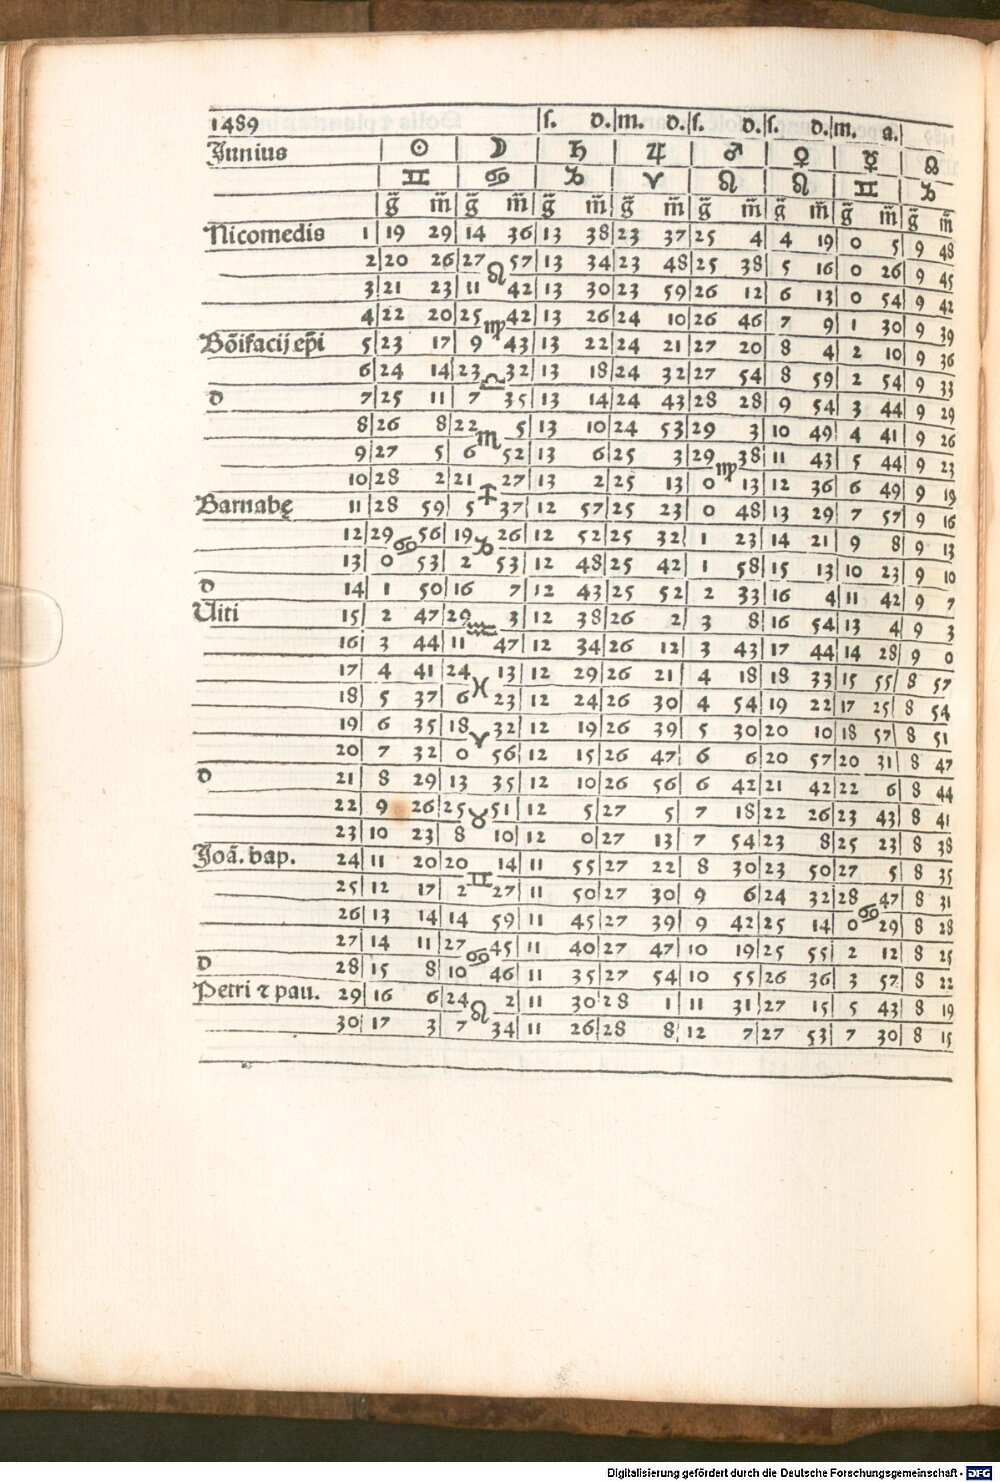 1489 ſ. d. m. d. ſ. d. ſ. d. m. a.
Junius ☉ ☽ ♄ ♃ ♂ ♀ ☿ ☊
♊ ♋ ♑ ♈ ♌ ♌ ♊ ♑
g̃ m̃ g̃ m̃ g̃ m̃ g̃ m̃ g̃ m̃ g̃ m̃ g̃ m̃ g̃ m̃
Nicomedis 1 19 29 14 36 13 38 23 37 25 4 4 19 0 5 9 48
2 20 26 27 ♌ 57 13 34 23 48 25 38 5 16 0 26 9 45
3 21 23 11 42 13 30 23 59 26 12 6 13 0 54 9 42
4 22 20 25 ♍ 42 13 26 24 10 26 46 7 9 1 30 9 39
Bõifacij ep̃i 5 23 17 9 43 13 22 24 21 27 20 8 4 2 10 9 36
6 24 14 23 ♎ 32 13 18 24 32 27 54 8 59 2 54 9 33
d 7 25 11 7 35 13 14 24 43 28 28 9 54 3 44 9 29
8 26 8 22 ♏ 5 13 10 24 53 29 3 10 49 4 41 9 26
9 27 5 6 52 13 6 25 3 29 ♍ 38 11 43 5 44 9 23
10 28 2 21 ♐ 27 13 2 25 13 0 13 12 36 6 49 9 19
Barnabę 11 28 59 5 37 12 57 25 23 0 48 13 29 7 57 9 16
12 29 ♋ 56 19 ♑ 26 12 52 25 32 1 23 14 21 9 8 9 13
13 0 53 2 53 12 48 25 42 1 58 15 13 10 23 9 10
d 14 1 50 16 7 12 43 25 52 2 33 16 4 11 42 9 7
Uiti 15 2 47 29 ♒ 3 12 38 26 2 3 8 16 54 13 4 9 3
16 3 44 11 47 12 34 26 12 3 43 17 44 14 28 9 0
17 4 41 24 ♓ 13 12 29 26 21 4 18 18 33 15 55 8 57
18 5 37 6 23 12 24 26 30 4 54 19 22 17 25 8 54
19 6 35 18 ♈ 32 12 19 26 39 5 30 20 10 18 57 8 51
20 7 32 0 56 12 15 26 47 6 6 20 57 20 31 8 47
d 21 8 29 13 35 12 10 26 56 6 42 21 42 22 6 8 44
22 9 26 25 ♉ 51 12 5 27 5 7 18 22 26 23 43 8 41
23 10 23 8 10 12 0 27 13 7 54 23 8 25 23 8 38
Joã. bap. 24 11 20 20 ♊ 14 11 55 27 22 8 30 23 50 27 5 8 35
25 12 17 2 27 11 50 27 30 9 6 24 32 28 ♋ 47 8 31
26 13 14 14 59 11 45 27 39 9 42 25 14 0 29 8 28
27 14 11 27 ♋ 45 11 40 27 47 10 19 25 55 2 12 8 25
d 28 15 8 10 46 11 35 27 54 10 55 26 36 3 57 8 22
Petri ⁊ pau. 29 16 6 24 ♌ 2 11 30 28 1 11 31 27 15 5 43 8 19
30 17 3 7 34 11 26 28 8 12 7 27 53 7 30 8 15
Digitalisierung gefördert durch die Deutsche Forschungsgemeinschaft - DFG